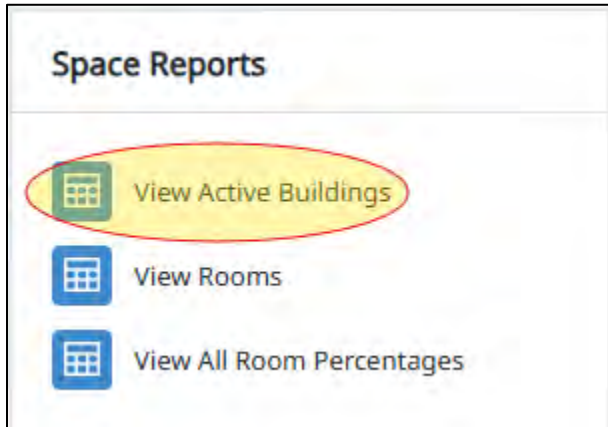 Space Reports
View Active Buildings
View Rooms
View All Room Percentages